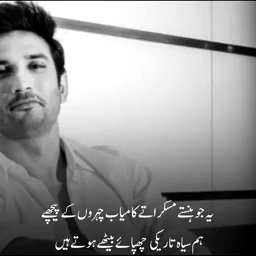 یہ جو ہنستے مسکراتے کامیاب چہروں کے پیچھے
ہم سیاہ تاریکی چھپائے بیٹھے ہوتے ہیں